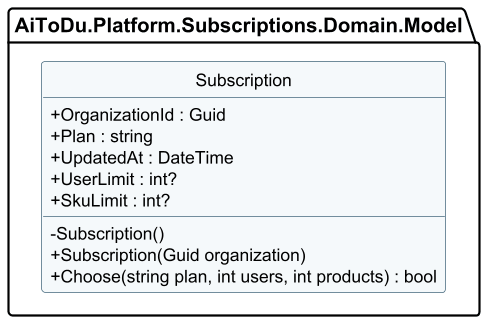 AiToDu.Platform.Subscriptions.Domain.Model
Subscription
+OrganizationId : Guid
+Plan : string
+UpdatedAt : DateTime
+UserLimit : int?
+SkuLimit : int?
-Subscription()
+Subscription(Guid organization)
+Choose(string plan, int users, int products) : bool